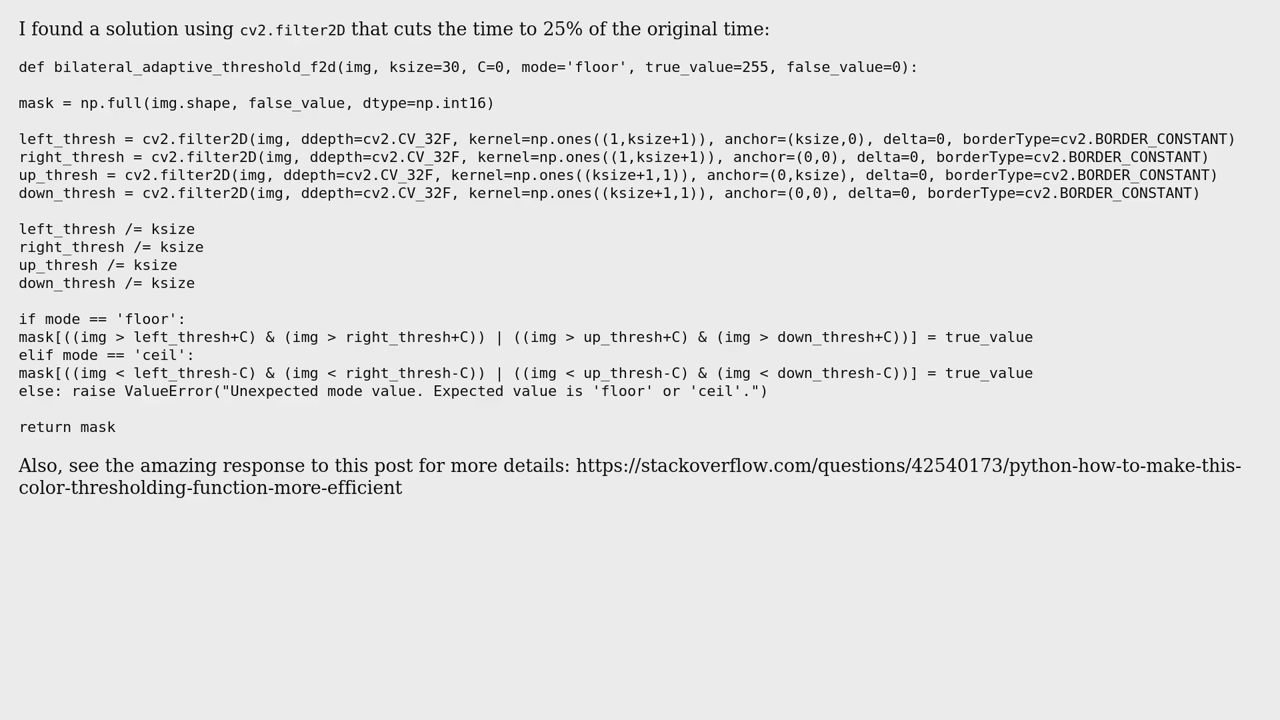 I found a solution using cv2.filter2D that cuts the time to 25% of the original time:
def bilateral_adaptive_threshold_f2d(img, ksize=30, C=0, mode='floor', true_value=255, false_value=0):
mask = np.full(img.shape, false_value, dtype=np.int16)
left_thresh = cv2.filter2D(img, ddepth=cv2.CV_32F, kernel=np.ones((1,ksize+1)), anchor=(ksize,0), delta=0, borderType=cv2.BORDER_CONSTANT)
right_thresh = cv2.filter2D(img, ddepth=cv2.CV_32F, kernel=np.ones((1,ksize+1)), anchor=(0,0), delta=0, borderType=cv2.BORDER_CONSTANT)
up_thresh = cv2.filter2D(img, ddepth=cv2.CV_32F, kernel=np.ones((ksize+1,1)), anchor=(0,ksize), delta=0, borderType=cv2.BORDER_CONSTANT)
down_thresh = cv2.filter2D(img, ddepth=cv2.CV_32F, kernel=np.ones((ksize+1,1)), anchor=(0,0), delta=0, borderType=cv2.BORDER_CONSTANT)
left_thresh /= ksize
right_thresh /= ksize
up_thresh /= ksize
down_thresh /= ksize
if mode == 'floor':
mask[((img > left_thresh+C) & (img > right_thresh+C)) | ((img > up_thresh+C) & (img > down_thresh+C))] = true_value
elif mode == 'ceil':
mask[((img < left_thresh-C) & (img < right_thresh-C)) | ((img < up_thresh-C) & (img < down_thresh-C))] = true_value
else: raise ValueError("Unexpected mode value. Expected value is 'floor' or 'ceil'.")
return mask
Also, see the amazing response to this post for more details: https://stackoverflow.com/questions/42540173/python-how-to-make-this-
color-thresholding-function-more-efficient